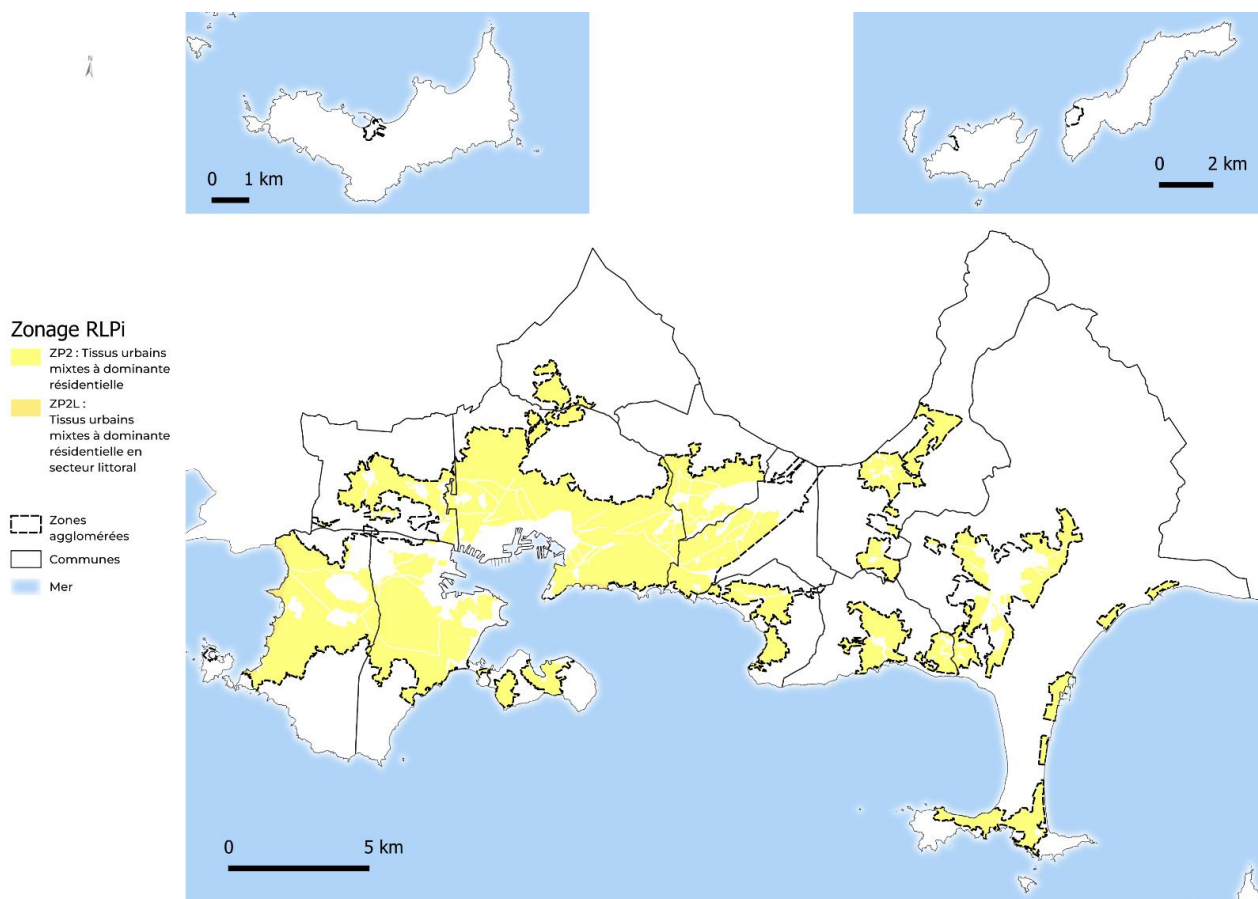 N
0 1 km
0 2 km
Zonage RLPi
ZP2 : Tissus urbains
mixtes à dominante
résidentielle
ZP2L :
Tissus urbains
mixtes à dominante
résidentielle en
secteur littoral
Zones
agglomérées
Communes
Mer
0 5 km